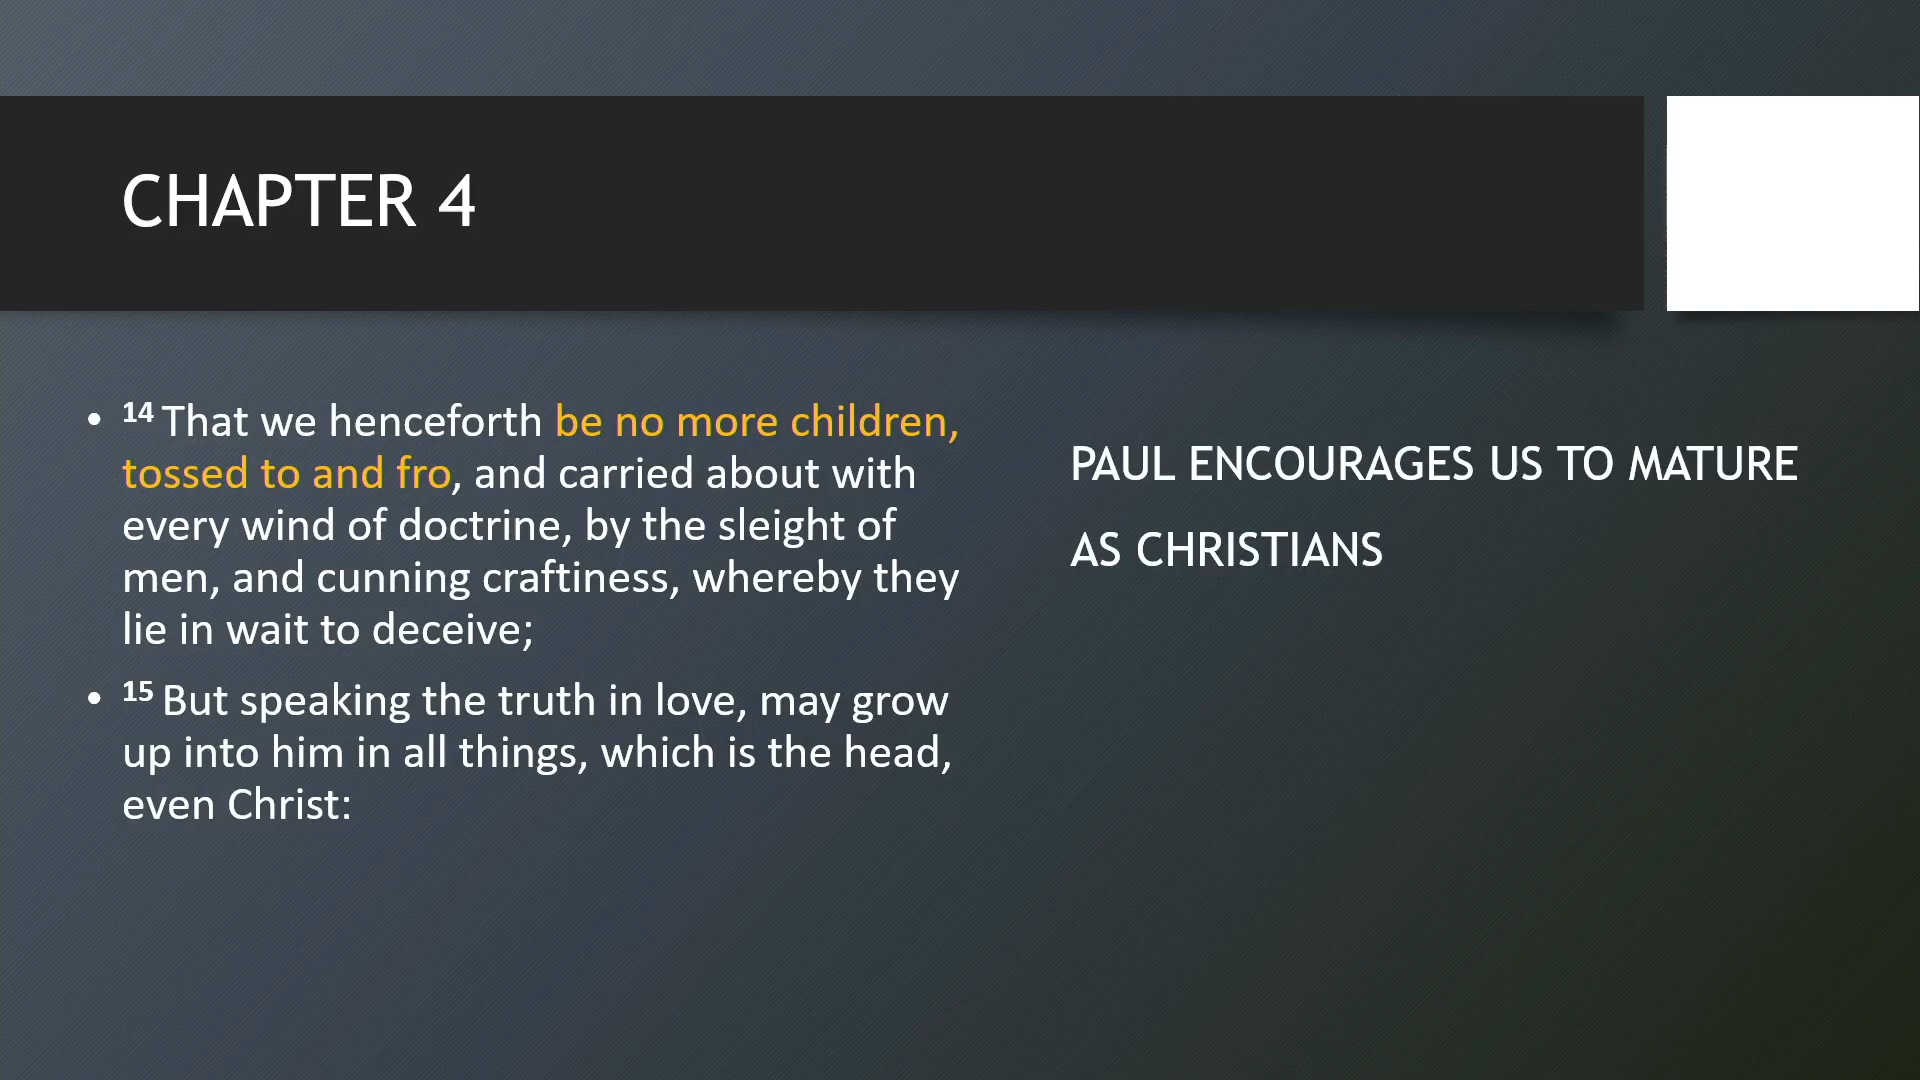 CHAPTER 4
• 14 That we henceforth be no more children,
tossed to and fro, and carried about with
every wind of doctrine, by the sleight of
men, and cunning craftiness, whereby they
lie in wait to deceive;
• 15 But speaking the truth in love, may grow
up into him in all things, which is the head,
even Christ:
PAUL ENCOURAGES US TO MATURE
AS CHRISTIANS